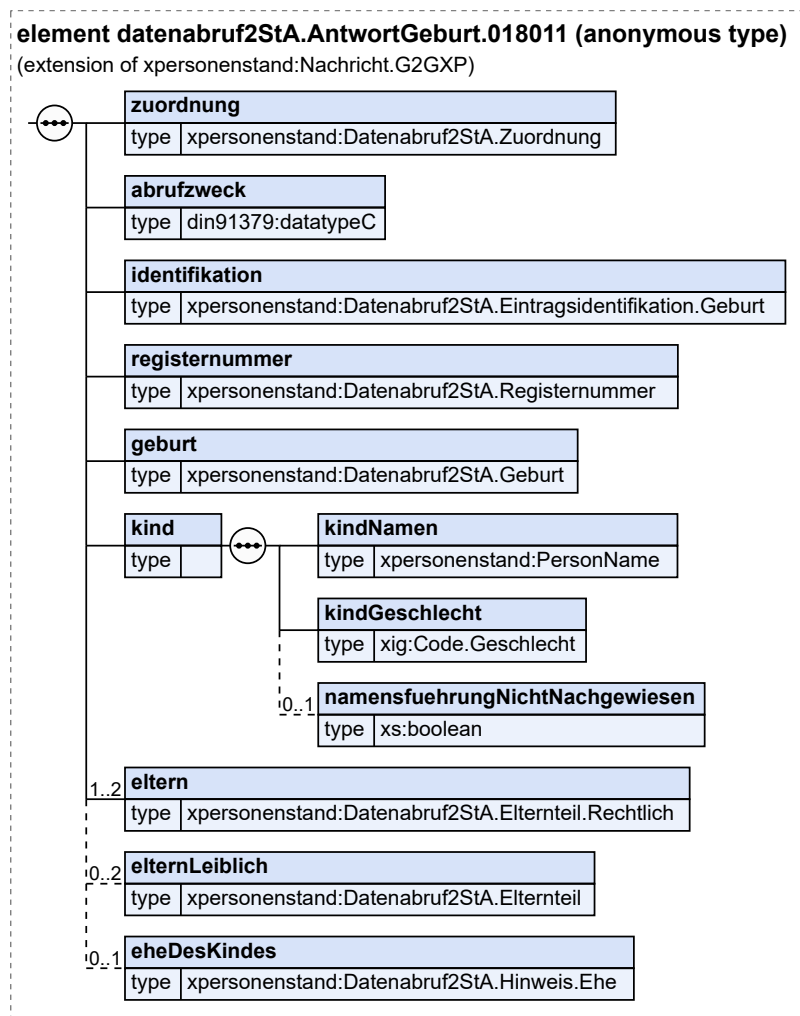 element datenabruf2StA.AntwortGeburt.018011 (anonymous type)
(extension of xpersonenstand:Nachricht.G2GXP)
zuordnung
type xpersonenstand:Datenabruf2StA.Zuordnung
abrufzweck
type din91379:datatypeC
identifikation
type xpersonenstand:Datenabruf2StA.Eintragsidentifikation.Geburt
registernummer
type xpersonenstand:Datenabruf2StA.Registernummer
geburt
type xpersonenstand:Datenabruf2StA.Geburt
kind
type
kindNamen
type xpersonenstand:PersonName
kindGeschlecht
type xig:Code.Geschlecht
0..1 namensfuehrungNichtNachgewiesen
type xs:boolean
1..2 eltern
type xpersonenstand:Datenabruf2StA.Elternteil.Rechtlich
0..2 elternLeiblich
type xpersonenstand:Datenabruf2StA.Elternteil
0..1 eheDesKindes
type xpersonenstand:Datenabruf2StA.Hinweis.Ehe